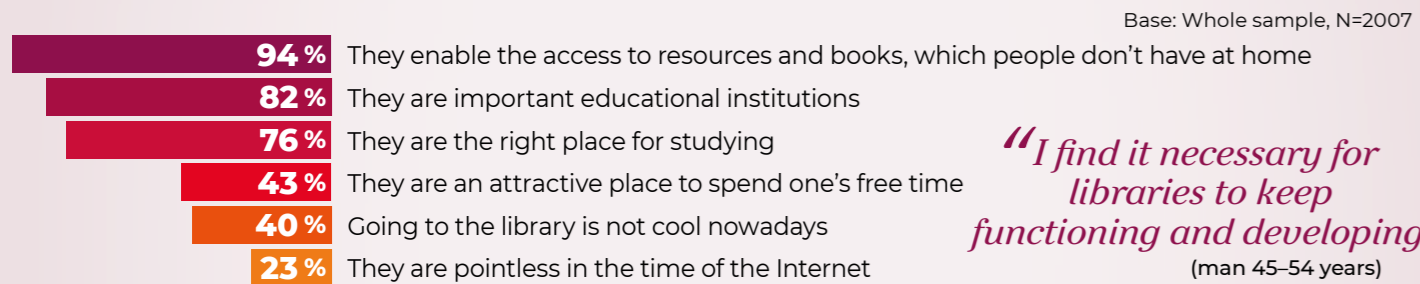 Base: Whole sample, N=2007
94 % They enable the access to resources and books, which people don’t have at home
82 % They are important educational institutions
76 % They are the right place for studying
43 % They are an attractive place to spend one’s free time
40 % Going to the library is not cool nowadays
23 % They are pointless in the time of the Internet
“I find it necessary for
libraries to keep
functioning and developing
(man 45–54 years)